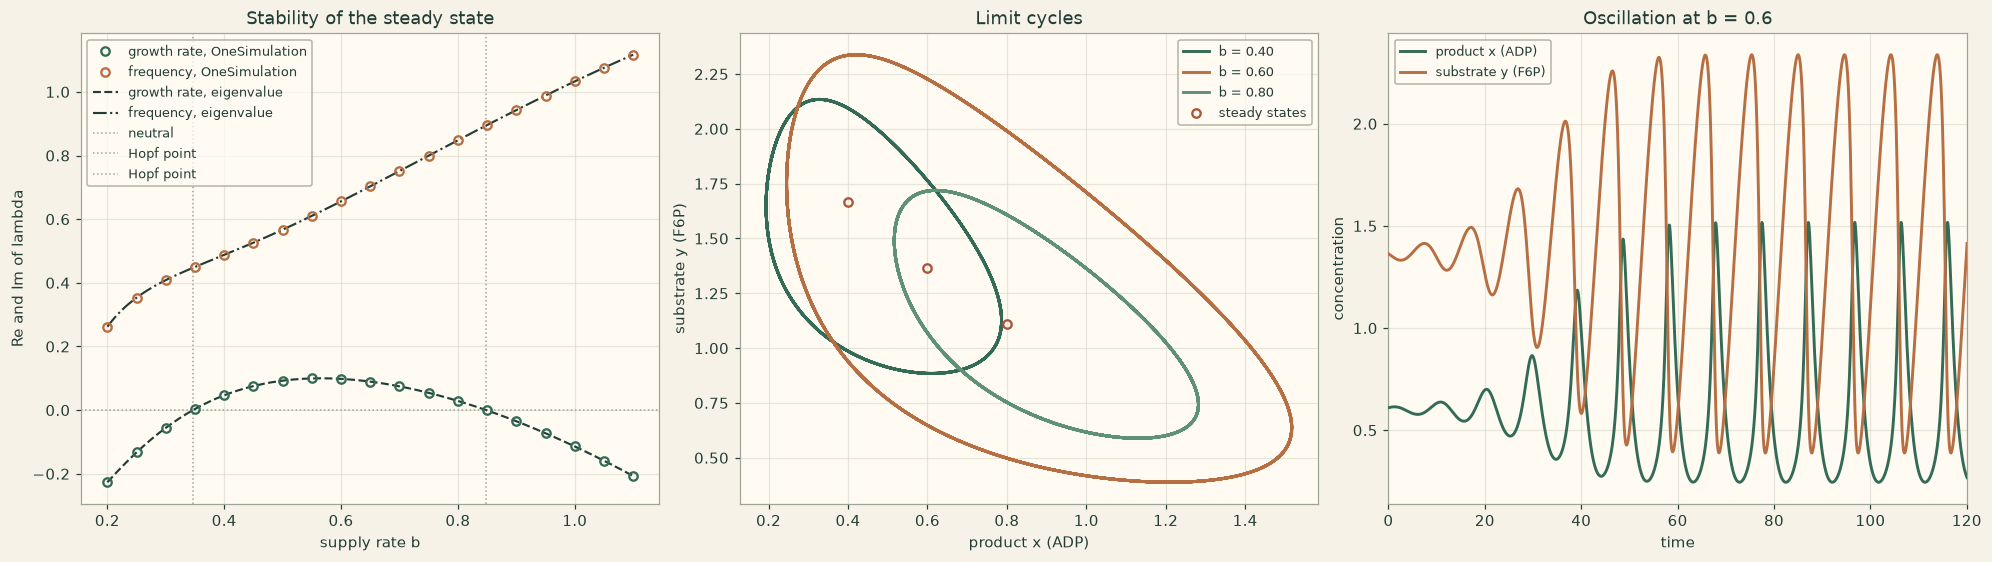 Stability of the steady state
growth rate, OneSimulation
frequency, OneSimulation
growth rate, eigenvalue
frequency, eigenvalue
neutral
Hopf point
Hopf point
Re and Im of lambda
1.0
0.8
0.6
0.4
0.2
0.0
−0.2
0.2 0.4 0.6 0.8 1.0
supply rate b
Limit cycles
b = 0.40
b = 0.60
b = 0.80
steady states
substrate y (F6P)
2.25
2.00
1.75
1.50
1.25
1.00
0.75
0.50
0.2 0.4 0.6 0.8 1.0 1.2 1.4
product x (ADP)
Oscillation at b = 0.6
product x (ADP)
substrate y (F6P)
concentration
2.0
1.5
1.0
0.5
0 20 40 60 80 100 120
time